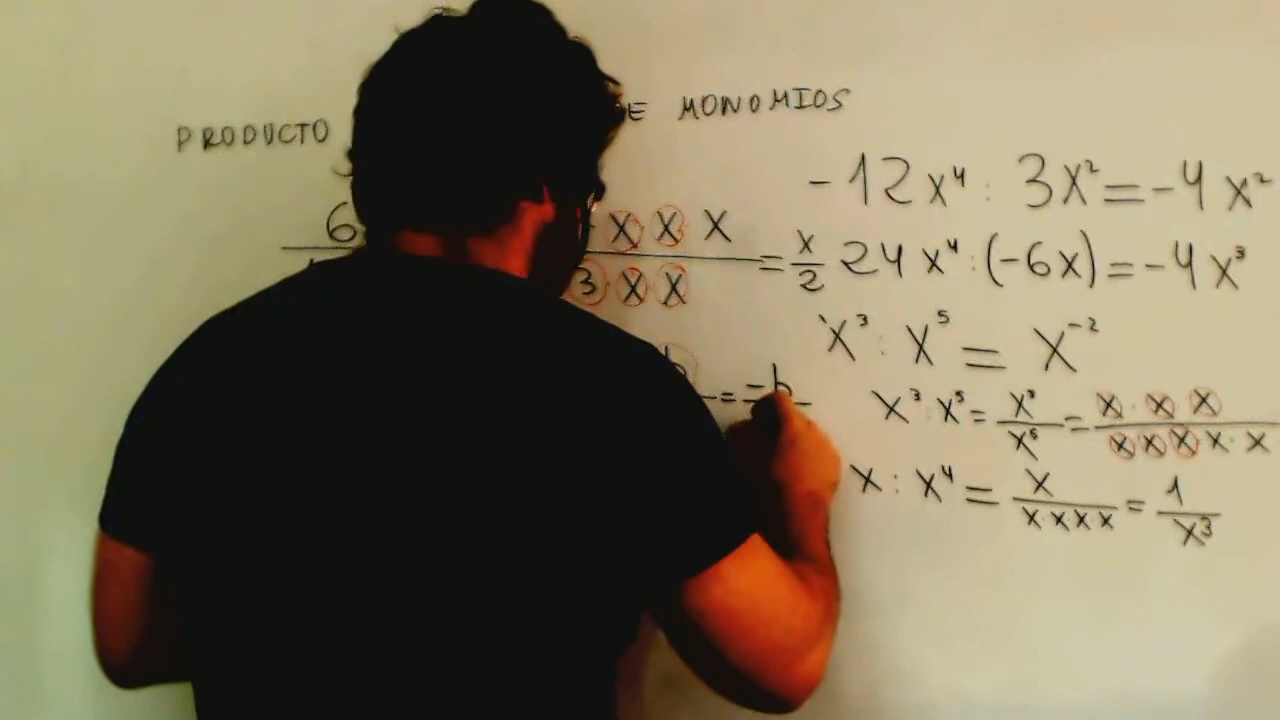 PRODUCTO E MONOMIOS
6 x x x
3 x x
= x/2
= -b
-12x⁴ : 3x² = -4x²
24x⁴ : (-6x) = -4x³
x³ : x⁵ = x⁻²
x³ : x⁵ = x³/x⁵ = x · x x/x x x x · x
x : x⁴ = x/x·x·x·x = 1/x³